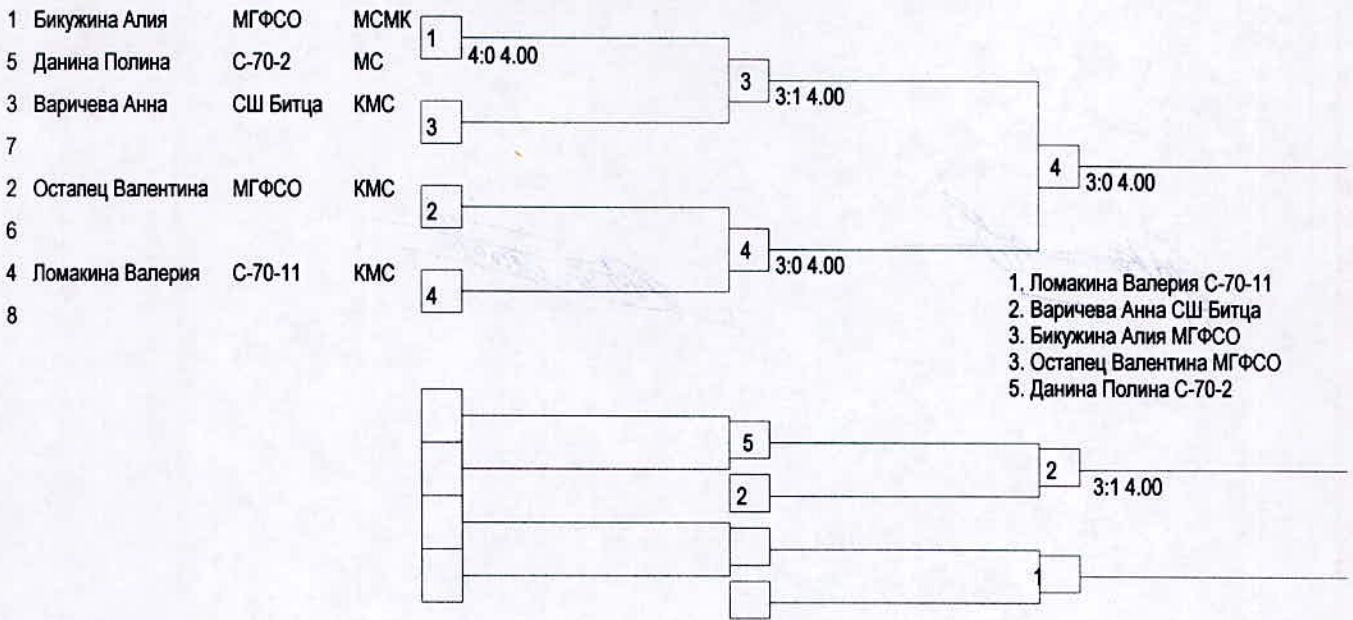 1 Бикужина Алия МГФСО МСМК
1
4:0 4.00
5 Данина Полина С-70-2 МС
3
3:1 4.00
3 Варичева Анна СШ Битца КМС
3
7
4
3:0 4.00
2 Остапец Валентина МГФСО КМС
2
6
4
3:0 4.00
4 Ломакина Валерия С-70-11 КМС
4
8
1. Ломакина Валерия С-70-11
2. Варичева Анна СШ Битца
3. Бикужина Алия МГФСО
3. Остапец Валентина МГФСО
5. Данина Полина С-70-2
5
2
3:1 4.00
2
1